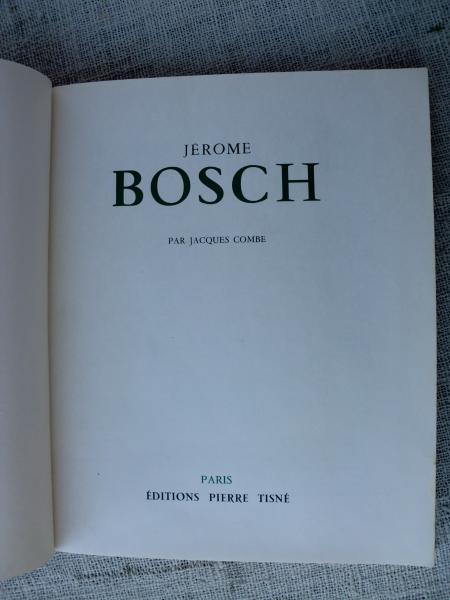 JÉROME
BOSCH
PAR JACQUES COMBE
PARIS
ÉDITIONS PIERRE TISNÉ